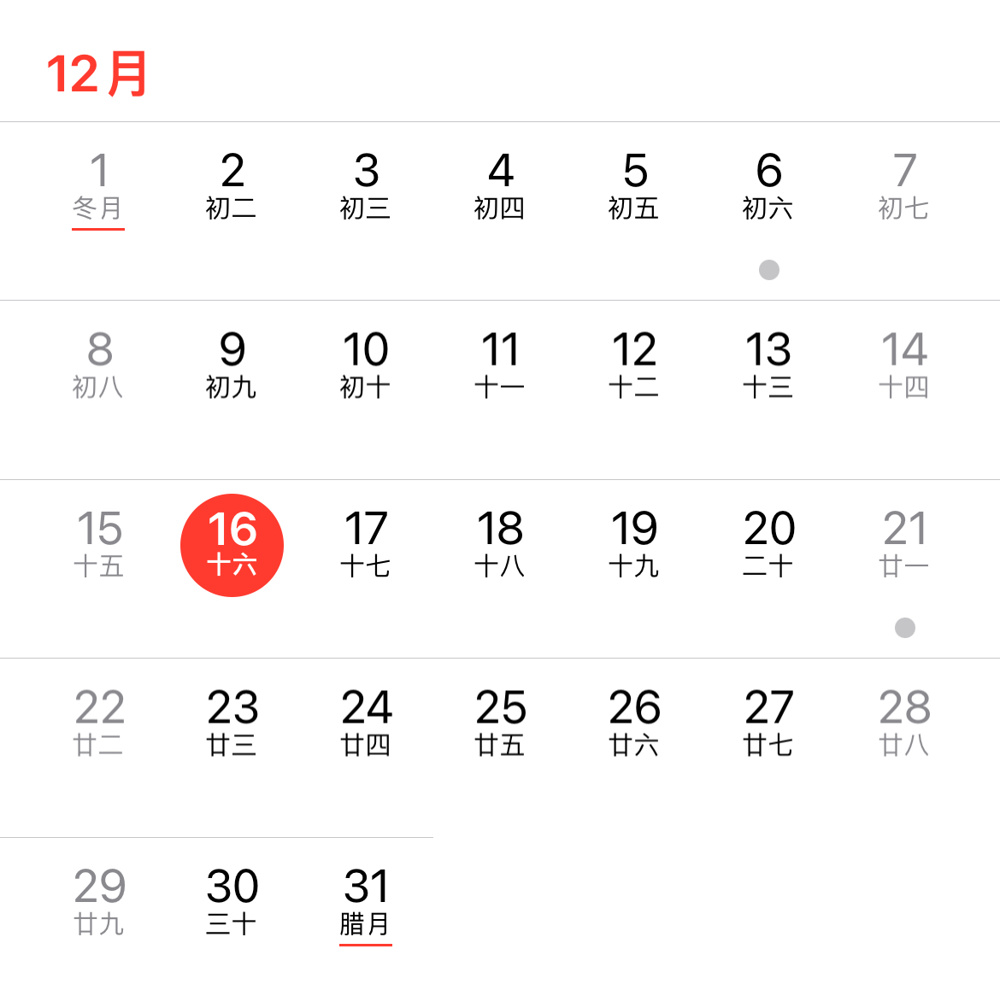 12月
1 2 3 4 5 6 7
冬月 初二 初三 初四 初五 初六 初七
8 9 10 11 12 13 14
初八 初九 初十 十一 十二 十三 十四
15 16 17 18 19 20 21
十五 十六 十七 十八 十九 二十 廿一
22 23 24 25 26 27 28
廿二 廿三 廿四 廿五 廿六 廿七 廿八
29 30 31
廿九 三十 腊月